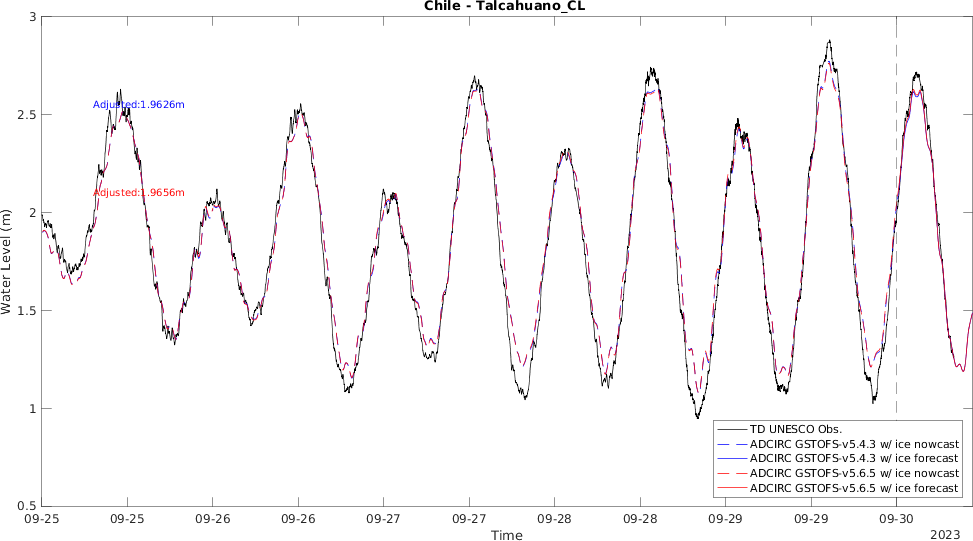 Chile - Talcahuano_CL
3
2.5
2
1.5
1
0.5
Water Level (m)
Adjusted:1.9626m
Adjusted:1.9656m
TD UNESCO Obs.
ADCIRC GSTOFS-v5.4.3 w/ ice nowcast
ADCIRC GSTOFS-v5.4.3 w/ ice forecast
ADCIRC GSTOFS-v5.6.5 w/ ice nowcast
ADCIRC GSTOFS-v5.6.5 w/ ice forecast
09-25 09-25 09-26 09-26 09-27 09-27 09-28 09-28 09-29 09-29 09-30
Time
2023